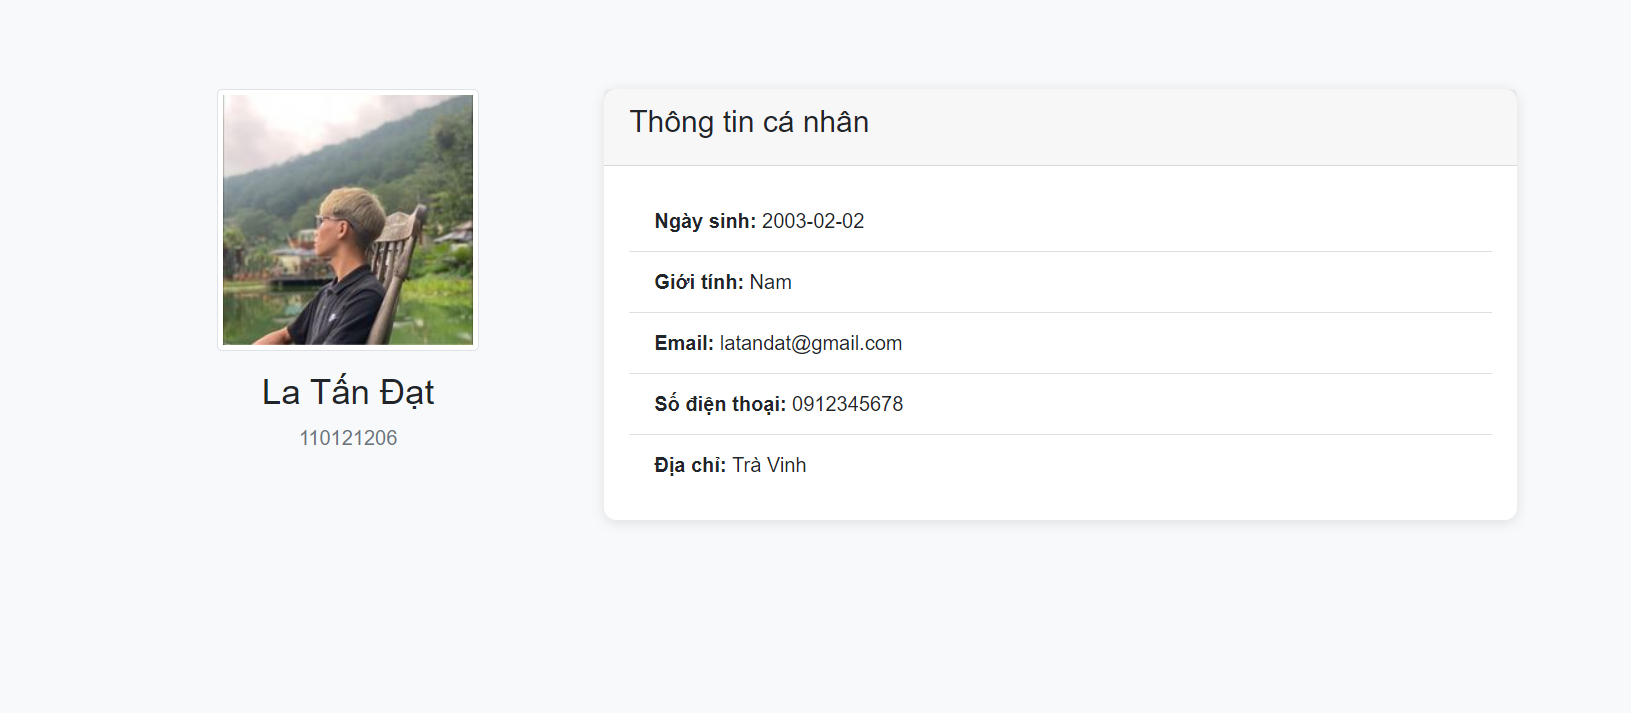 La Tấn Đạt
110121206
Thông tin cá nhân
Ngày sinh: 2003-02-02
Giới tính: Nam
Email: latandat@gmail.com
Số điện thoại: 0912345678
Địa chỉ: Trà Vinh